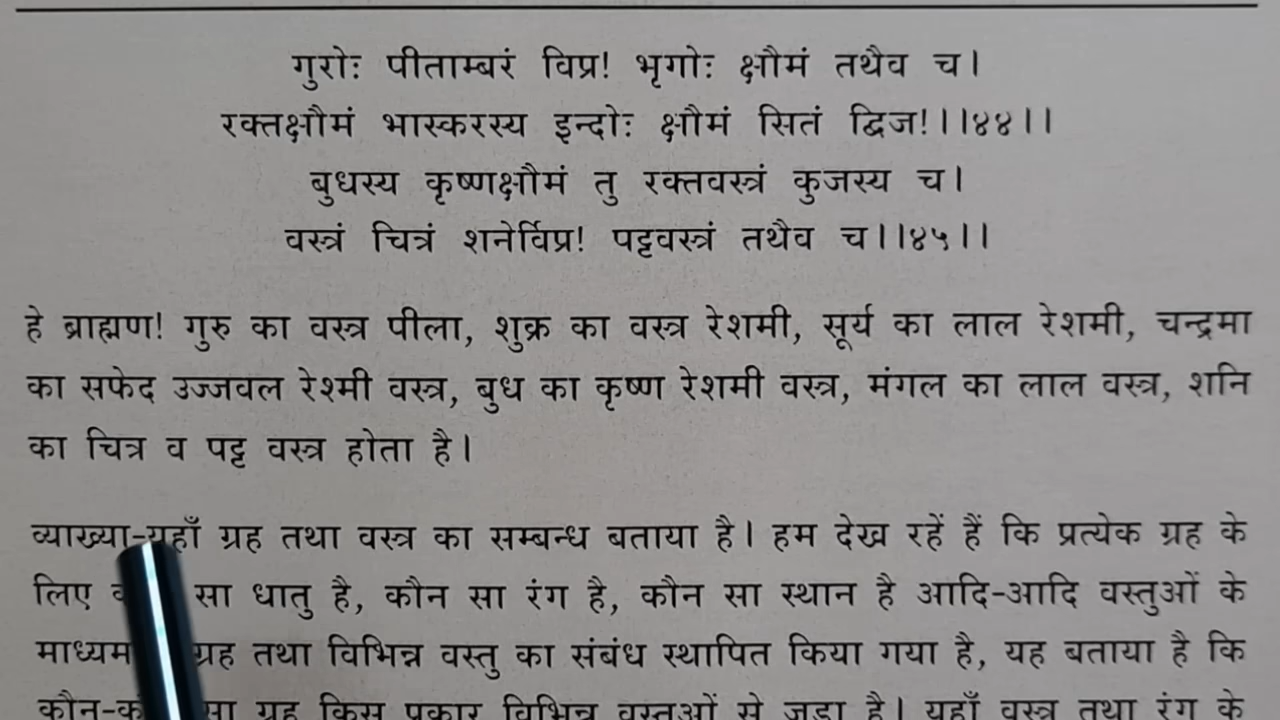 गुरोः पीताम्बरं विप्र! भृगोः क्षौमं तथैव च।
रक्तक्षौमं भास्करस्य इन्दोः क्षौमं सितं द्विज!।।४४।।
बुधस्य कृष्णक्षौमं तु रक्तवस्त्रं कुजस्य च।
वस्त्रं चित्रं शनेर्विप्र! पट्टवस्त्रं तथैव च।।४५।।
हे ब्राह्मण! गुरु का वस्त्र पीला, शुक्र का वस्त्र रेशमी, सूर्य का लाल रेशमी, चन्द्रमा
का सफेद उज्जवल रेश्मी वस्त्र, बुध का कृष्ण रेशमी वस्त्र, मंगल का लाल वस्त्र, शनि
का चित्र व पट्ट वस्त्र होता है।
व्याख्या-यहाँ ग्रह तथा वस्त्र का सम्बन्ध बताया है। हम देख रहें हैं कि प्रत्येक ग्रह के
लिए सा धातु है, कौन सा रंग है, कौन सा स्थान है आदि-आदि वस्तुओं के
माध्यम ग्रह तथा विभिन्न वस्तु का संबंध स्थापित किया गया है, यह बताया है कि
सा ग्रह किस प्रकार विभिन्न वस्तुओं से जुड़ा है। यहाँ वस्त्र तथा रंग के